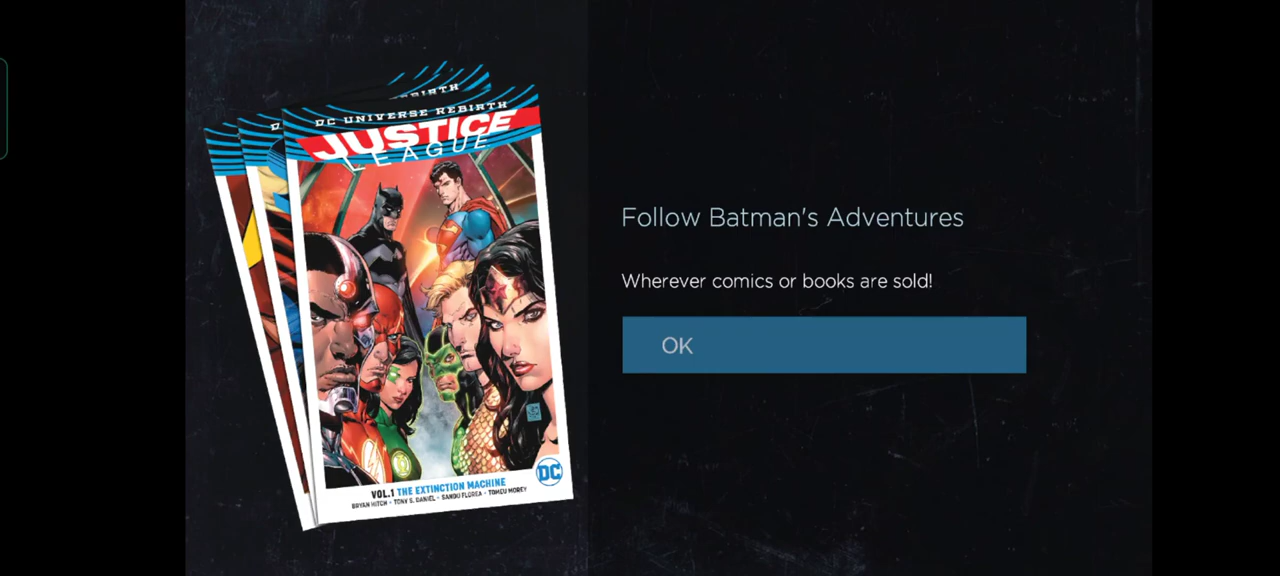 BIRTH
D
DC UNIVERSE REBIRTH
JUSTICE
LEAGUE
VOL.1 THE EXTINCTION MACHINE
BRYAN HITCH • TONY S. DANIEL • SANDU FLOREA • TOMEU MOREY
DC
Follow Batman's Adventures
Wherever comics or books are sold!
OK